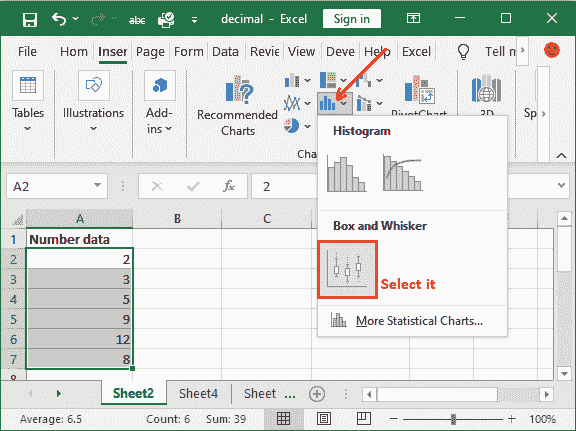 decimal - Excel
Sign in
File Hom Inser Page Form Data Revie View Deve Help Excel Tell m
Tables
Illustrations
Add-
ins
Recommended
Charts
PivotChart
3D
Sp
Cha
Histogram
Box and Whisker
Select it
More Statistical Charts...
A2
fx
2
A B C
1 Number data
2 2
3 3
4 5
5 9
6 12
7 8
8
Sheet2 Sheet4 Sheet ...
Average: 6.5 Count: 6 Sum: 39 100%